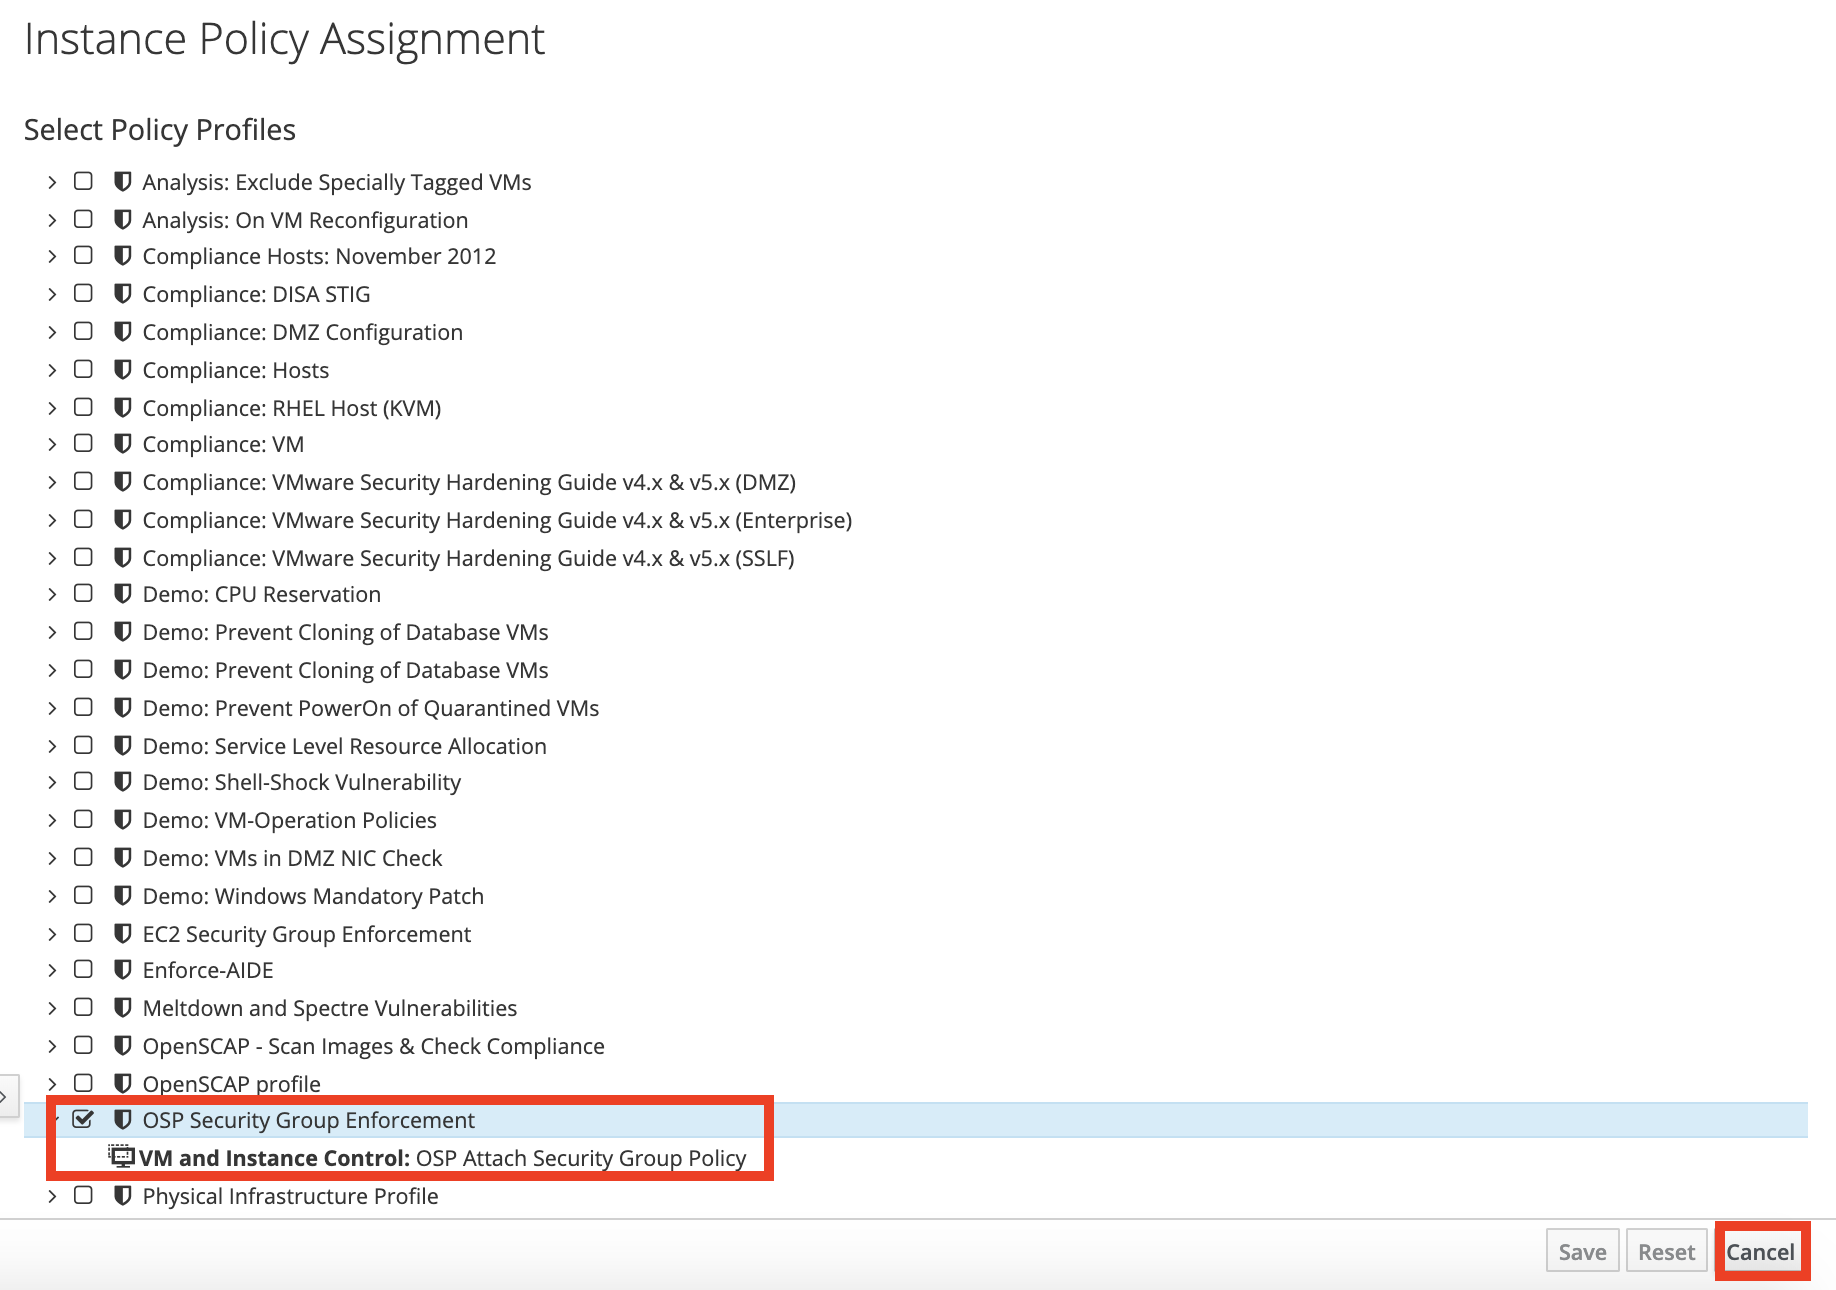 Instance Policy Assignment
Select Policy Profiles
Analysis: Exclude Specially Tagged VMs
Analysis: On VM Reconfiguration
Compliance Hosts: November 2012
Compliance: DISA STIG
Compliance: DMZ Configuration
Compliance: Hosts
Compliance: RHEL Host (KVM)
Compliance: VM
Compliance: VMware Security Hardening Guide v4.x & v5.x (DMZ)
Compliance: VMware Security Hardening Guide v4.x & v5.x (Enterprise)
Compliance: VMware Security Hardening Guide v4.x & v5.x (SSLF)
Demo: CPU Reservation
Demo: Prevent Cloning of Database VMs
Demo: Prevent Cloning of Database VMs
Demo: Prevent PowerOn of Quarantined VMs
Demo: Service Level Resource Allocation
Demo: Shell-Shock Vulnerability
Demo: VM-Operation Policies
Demo: VMs in DMZ NIC Check
Demo: Windows Mandatory Patch
EC2 Security Group Enforcement
Enforce-AIDE
Meltdown and Spectre Vulnerabilities
OpenSCAP - Scan Images & Check Compliance
OpenSCAP profile
OSP Security Group Enforcement
VM and Instance Control: OSP Attach Security Group Policy
Physical Infrastructure Profile
Save Reset Cancel